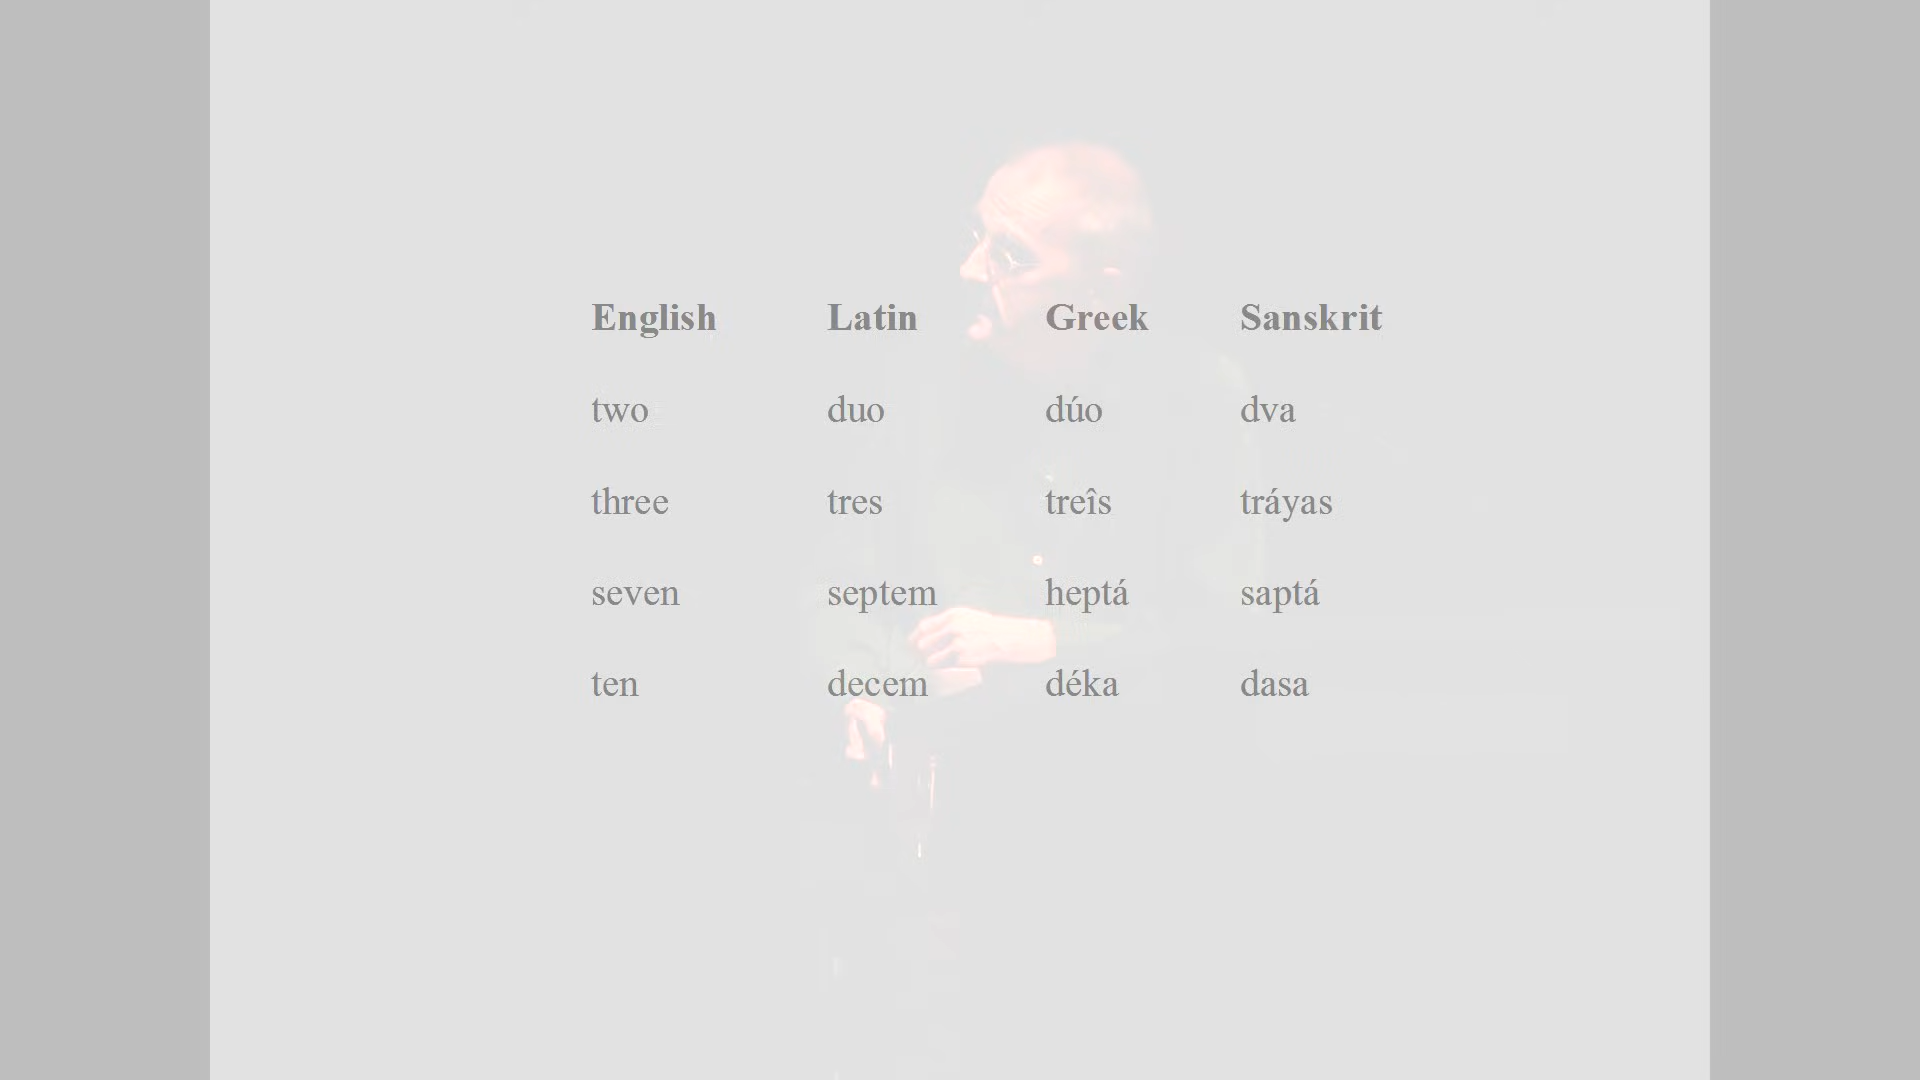 English Latin Greek Sanskrit
two duo dúo dva
three tres treîs tráyas
seven septem heptá saptá
ten decem déka dasa